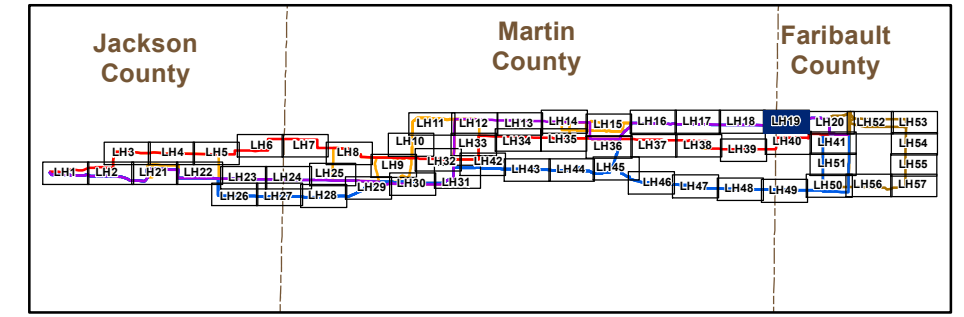 Jackson
County
Martin
County
Faribault
County
LH11 LH12 LH13 LH14 LH15 LH16 LH17 LH18 LH19 LH20 LH52 LH53
LH3 LH4 LH5 LH6 LH7 LH8 LH10 LH33 LH34 LH35 LH36 LH37 LH38 LH39 LH40 LH41 LH54
LH1 LH2 LH21 LH22 LH23 LH24 LH25 LH9 LH32 LH42 LH43 LH44 LH45 LH51 LH55
LH26 LH27 LH28 LH29 LH30 LH31 LH46 LH47 LH48 LH49 LH50 LH56 LH57